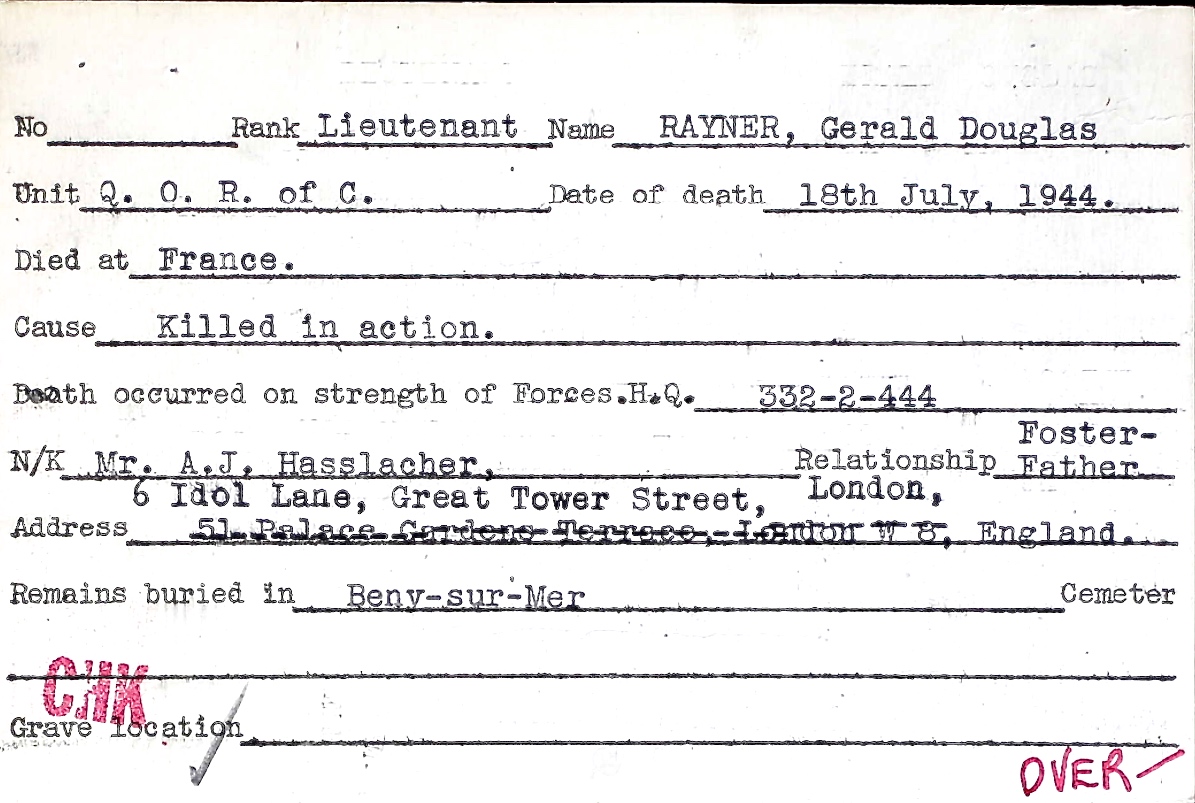 No Rank Lieutenant Name RAYNER, Gerald Douglas
Unit Q. O. R. of C. Date of death 18th July, 1944.
Died at France.
Cause Killed in action.
Death occurred on strength of Forces.H.Q. 332-2-444
Foster-
N/K Mr. A.J. Hasslacher, Relationship Father
6 Idol Lane, Great Tower Street, London,
Address 51 Palace Gardens Terrace, London W 8, England.
Remains buried in Beny-sur-Mer Cemeter
CHK
Grave location
OVER